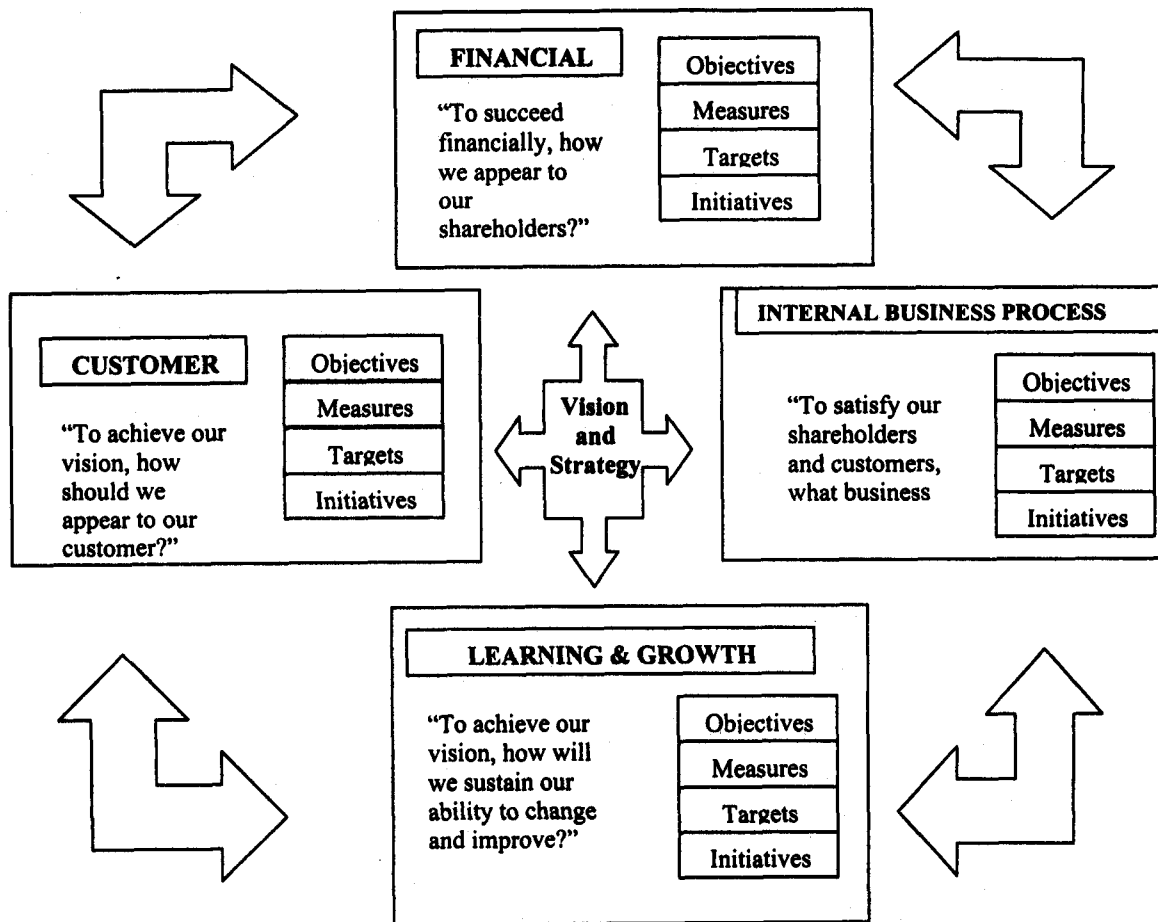 FINANCIAL
“To succeed
financially, how
we appear to
our
shareholders?”
Objectives
Measures
Targets
Initiatives
CUSTOMER
“To achieve our
vision, how
should we
appear to our
customer?”
Objectives
Measures
Targets
Initiatives
Vision
and
Strategy
INTERNAL BUSINESS PROCESS
“To satisfy our
shareholders
and customers,
what business
Objectives
Measures
Targets
Initiatives
LEARNING & GROWTH
“To achieve our
vision, how will
we sustain our
ability to change
and improve?”
Objectives
Measures
Targets
Initiatives